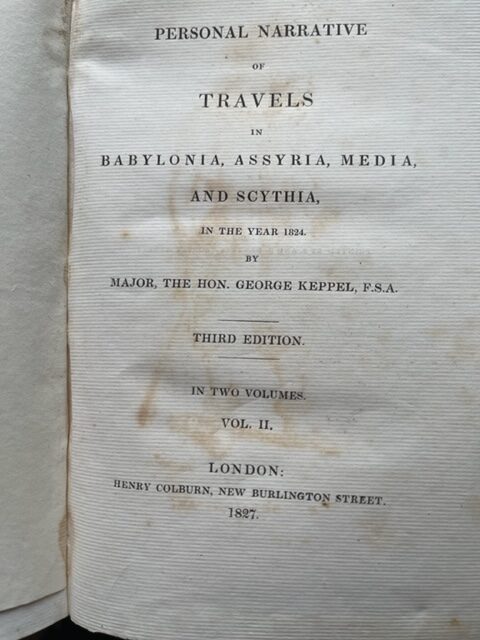 PERSONAL NARRATIVE
OF
TRAVELS
IN
BABYLONIA, ASSYRIA, MEDIA,
AND SCYTHIA,
IN THE YEAR 1824.
BY
MAJOR, THE HON. GEORGE KEPPEL, F.S.A.
THIRD EDITION.
IN TWO VOLUMES.
VOL. II.
LONDON:
HENRY COLBURN, NEW BURLINGTON STREET.
1827.